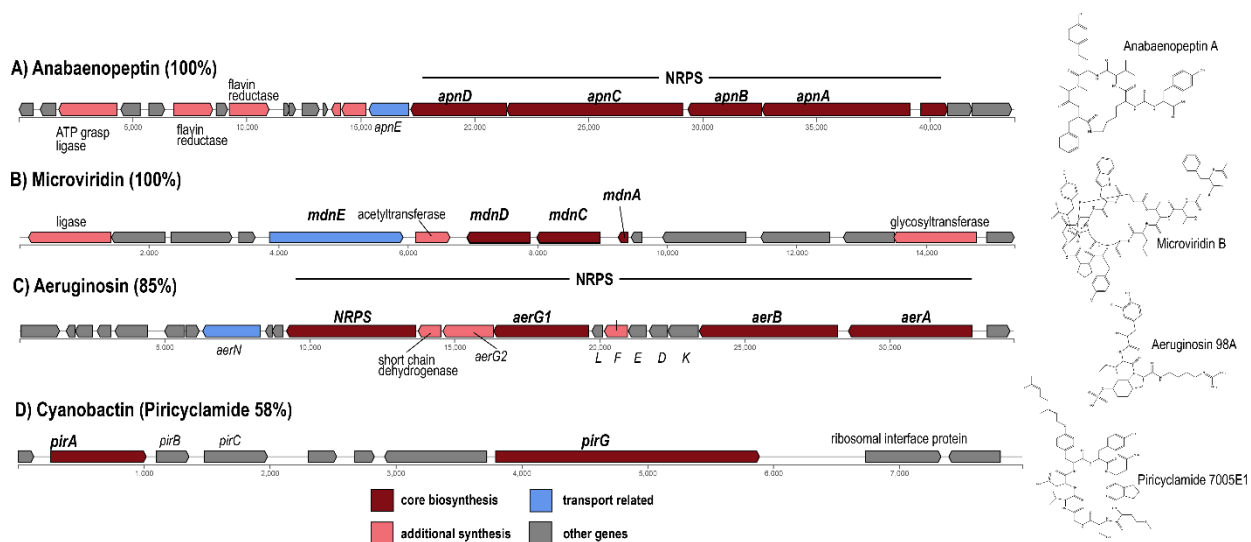 A) Anabaenopeptin (100%)
NRPS
flavin
reductase
apnD
apnC
apnB
apnA
ATP grasp
ligase
flavin
reductase
apnE
5,000
10,000
15,000
20,000
25,000
30,000
35,000
40,000
Anabaenopeptin A
B) Microviridin (100%)
ligase
mdnE
acetyltransferase
mdnD
mdnC
mdnA
glycosyltransferase
2,000
4,000
6,000
8,000
10,000
12,000
14,000
Microviridin B
C) Aeruginosin (85%)
NRPS
NRPS
aerG1
aerB
aerA
5,000
10,000
15,000
20,000
25,000
30,000
aerN
short chain
dehydrogenase
aerG2
L F E D K
Aeruginosin 98A
D) Cyanobactin (Piricyclamide 58%)
pirA
pirB
pirC
pirG
ribosomal interface protein
1,000
2,000
3,000
4,000
5,000
6,000
7,000
Piricyclamide 7005E1
core biosynthesis
transport related
additional synthesis
other genes